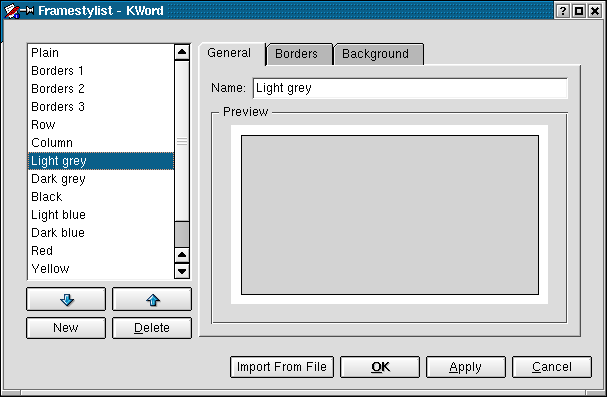 Framestylist - KWord
Plain
Borders 1
Borders 2
Borders 3
Row
Column
Light grey
Dark grey
Black
Light blue
Dark blue
Red
Yellow
New
Delete
General
Borders
Background
Name: Light grey
Preview
Import From File
OK
Apply
Cancel